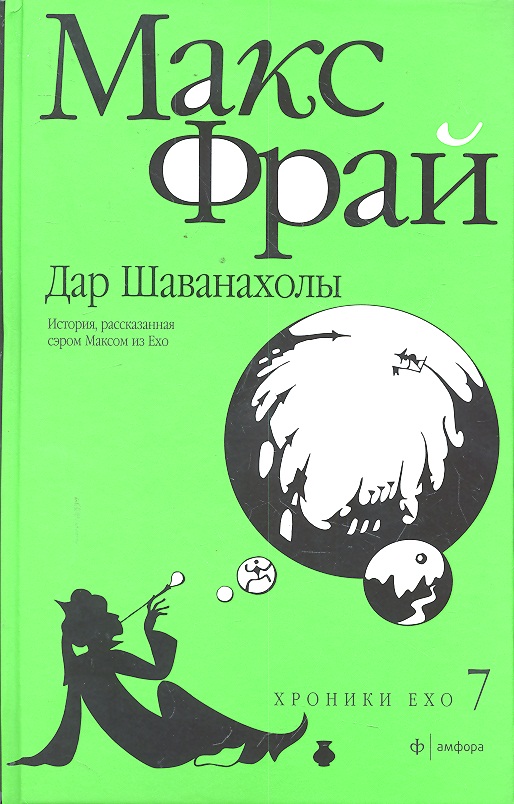 Макс
Фрай
Дар Шаванахолы
История, рассказанная
сэром Максом из Ехо
ХРОНИКИ ЕХО 7
ф амфора